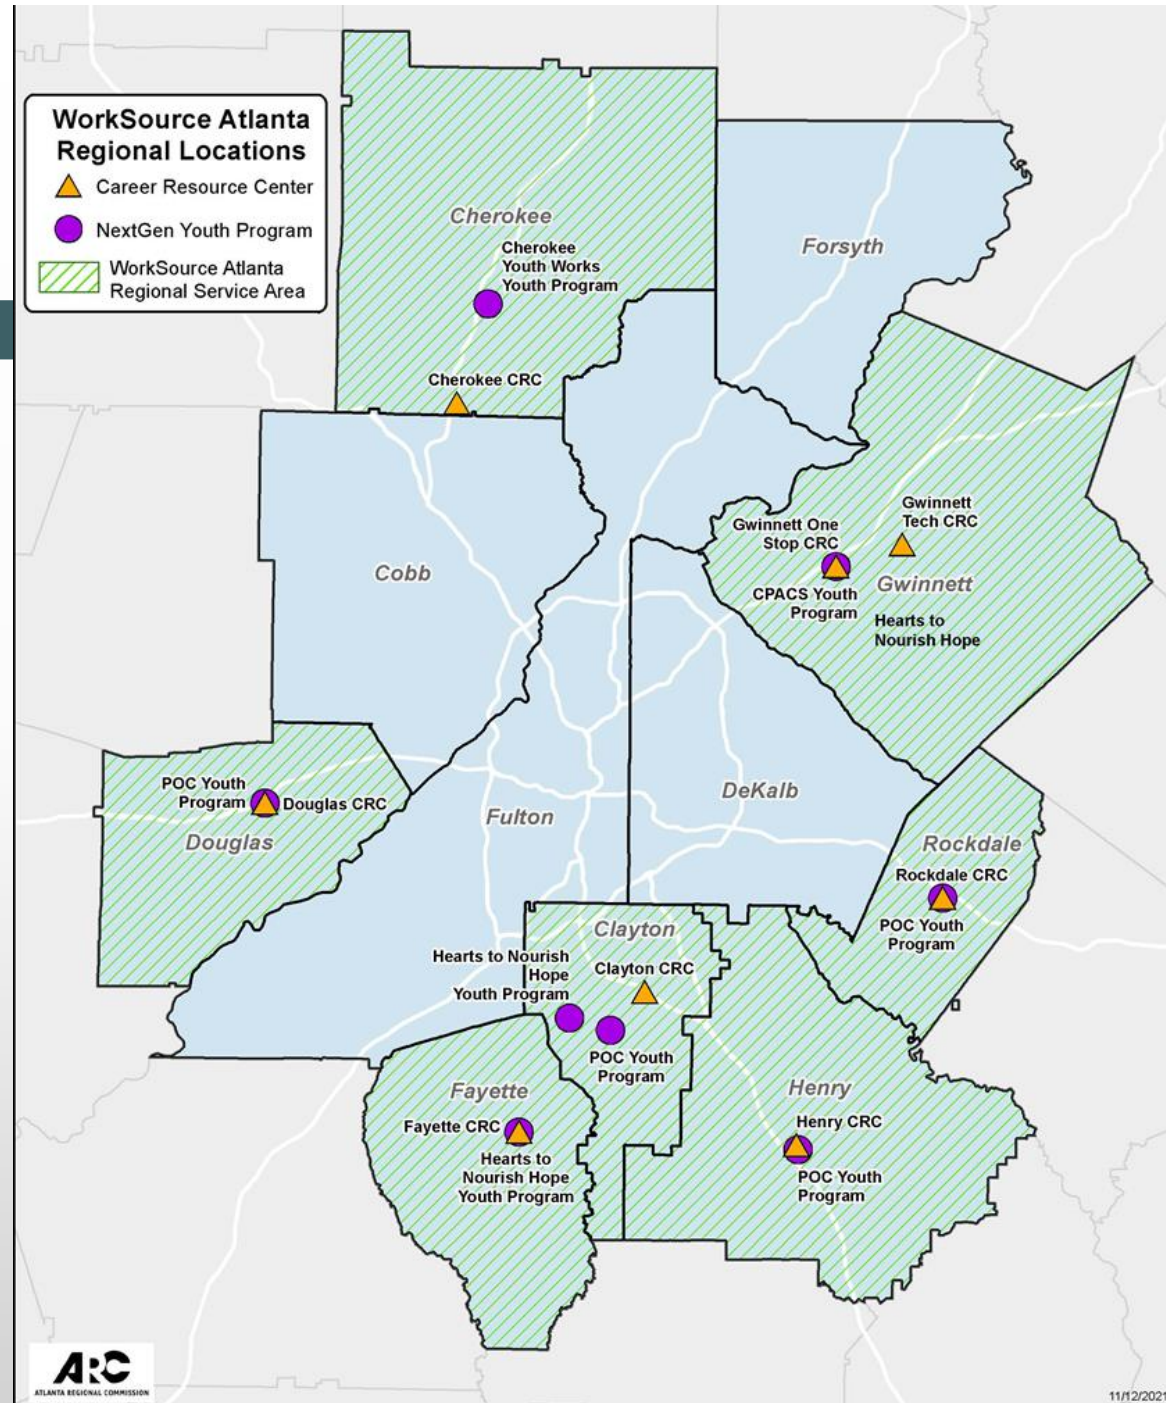 WorkSource Atlanta
Regional Locations
Career Resource Center
NextGen Youth Program
WorkSource Atlanta
Regional Service Area
Cherokee
Cherokee
Youth Works
Youth Program
Cherokee CRC
Forsyth
Gwinnett
Tech CRC
Gwinnett One
Stop CRC
Gwinnett
CPACS Youth
Program
Hearts to
Nourish Hope
Cobb
POC Youth
Program
Douglas CRC
Douglas
Fulton
DeKalb
Rockdale
Rockdale CRC
POC Youth
Program
Clayton
Hearts to Nourish
Hope
Youth Program
Clayton CRC
POC Youth
Program
Fayette
Fayette CRC
Hearts to
Nourish Hope
Youth Program
Henry
Henry CRC
POC Youth
Program
ARC
ATLANTA REGIONAL COMMISSION
11/12/2021